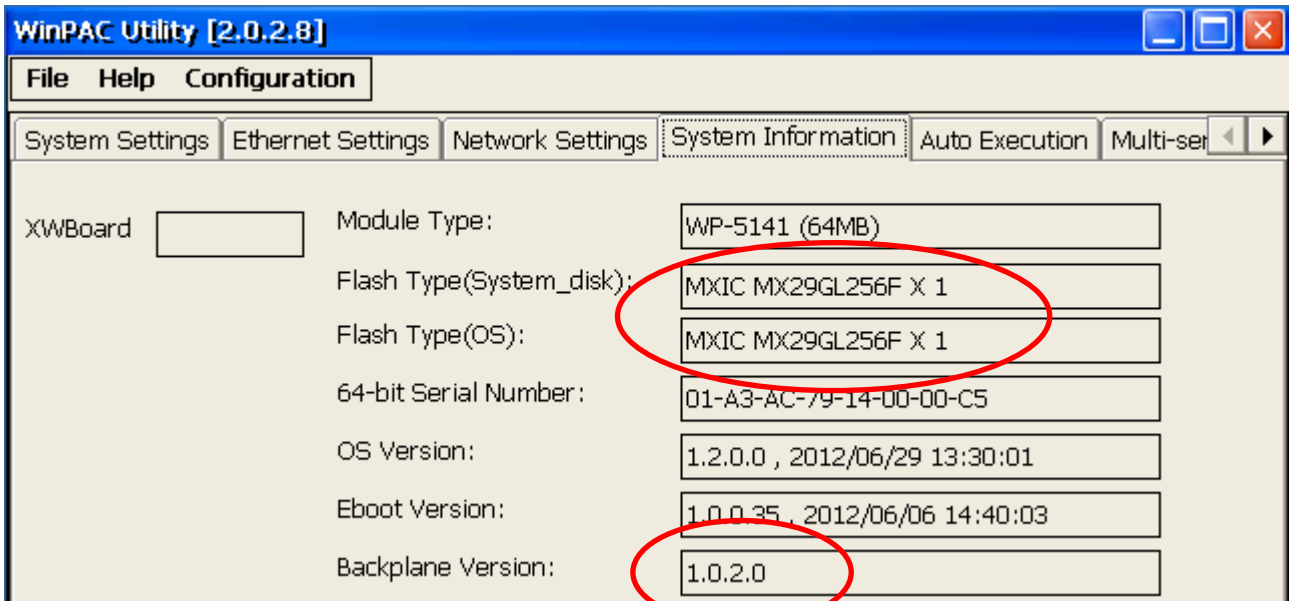 WinPAC Utility [2.0.2.8]
File Help Configuration
System Settings Ethernet Settings Network Settings System Information Auto Execution Multi-ser
XWBoard
Module Type: WP-5141 (64MB)
Flash Type(System_disk): MXIC MX29GL256F X 1
Flash Type(OS): MXIC MX29GL256F X 1
64-bit Serial Number: 01-A3-AC-79-14-00-00-C5
OS Version: 1.2.0.0 , 2012/06/29 13:30:01
Eboot Version: 1.0.0.35 , 2012/06/06 14:40:03
Backplane Version: 1.0.2.0